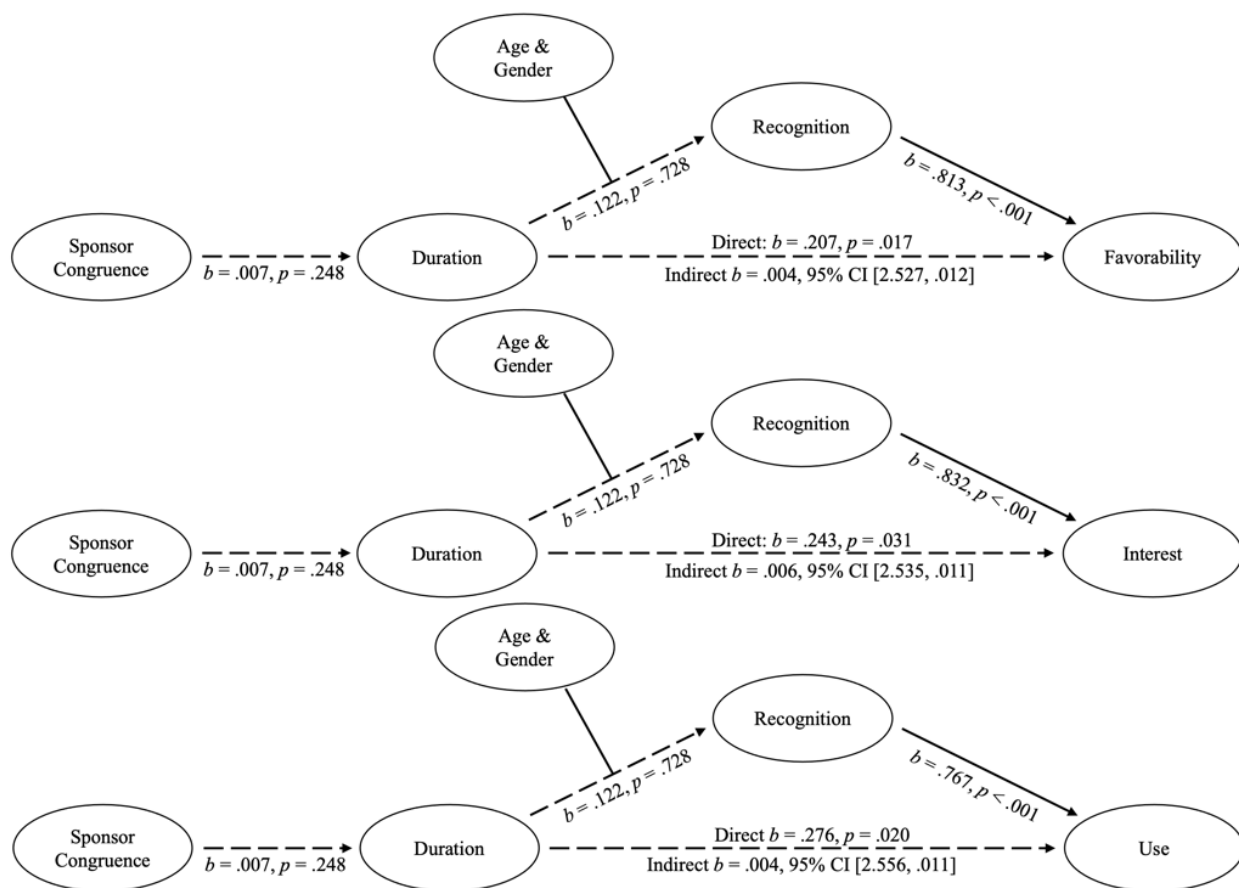 Age &
Gender
Recognition
b = .813, p < .001
b = .122, p = .728
Sponsor
Congruence
b = .007, p = .248
Duration
Direct: b = .207, p = .017
Indirect b = .004, 95% CI [2.527, .012]
Favorability
Age &
Gender
Recognition
b = .832, p < .001
b = .122, p = .728
Sponsor
Congruence
b = .007, p = .248
Duration
Direct: b = .243, p = .031
Indirect b = .006, 95% CI [2.535, .011]
Interest
Age &
Gender
Recognition
b = .767, p < .001
b = .122, p = .728
Sponsor
Congruence
b = .007, p = .248
Duration
Direct b = .276, p = .020
Indirect b = .004, 95% CI [2.556, .011]
Use